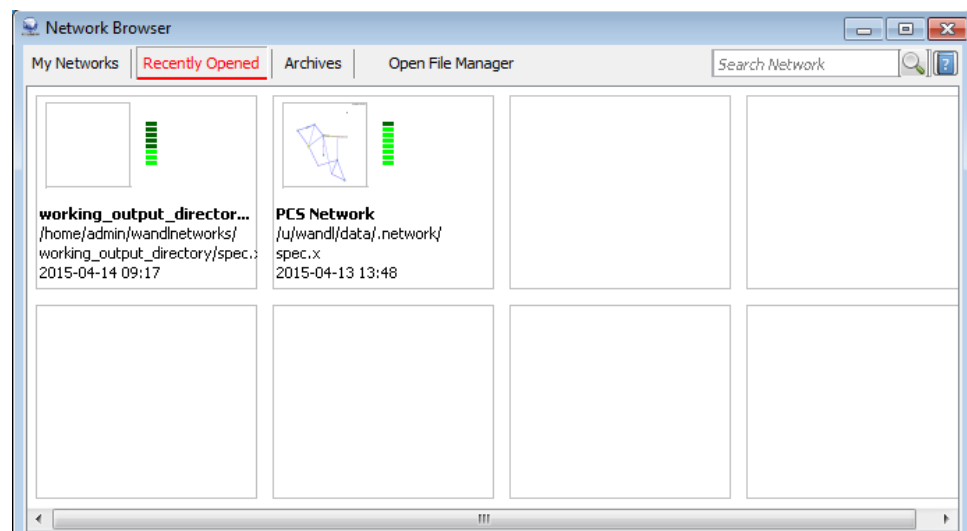 Network Browser
My Networks Recently Opened Archives Open File Manager Search Network
working_output_director...
/home/admin/wandlnetworks/
working_output_directory/spec.x
2015-04-14 09:17
PCS Network
/u/wandl/data/.network/
spec.x
2015-04-13 13:48